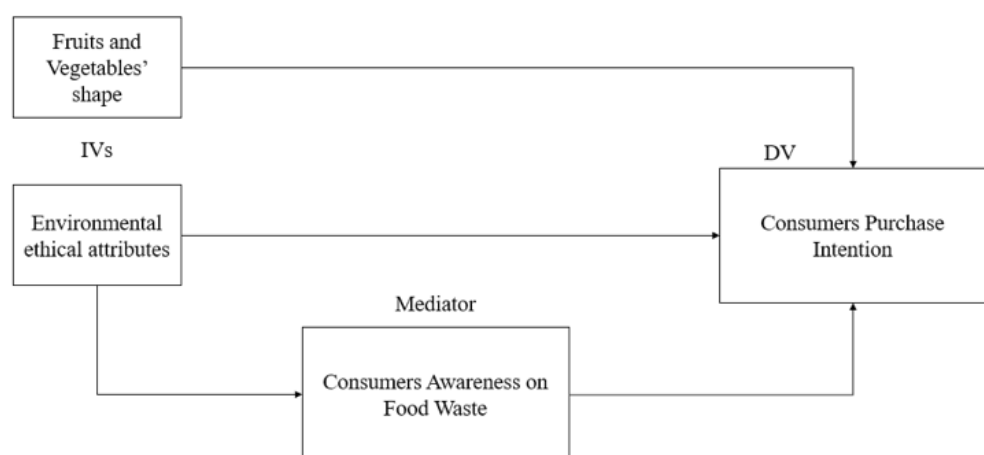 Fruits and
Vegetables’
shape
IVs
DV
Environmental
ethical attributes
Consumers Purchase
Intention
Mediator
Consumers Awareness on
Food Waste